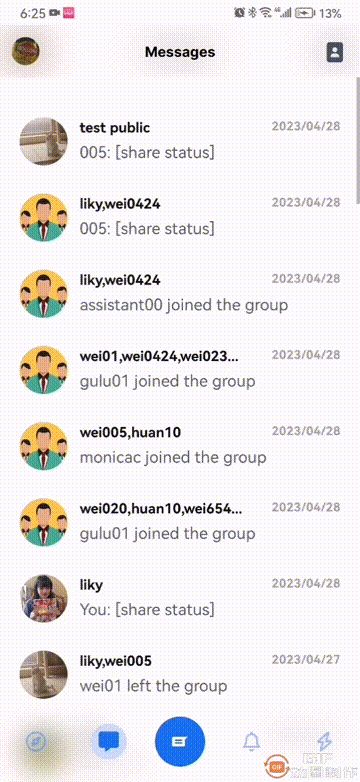 6:25 13%
Messages
test public 2023/04/28
005: [share status]
liky,wei0424 2023/04/28
005: [share status]
liky,wei0424 2023/04/28
assistant00 joined the group
wei01,wei0424,wei023... 2023/04/28
gulu01 joined the group
wei005,huan10 2023/04/28
monicac joined the group
wei020,huan10,wei654... 2023/04/28
gulu01 joined the group
liky 2023/04/28
You: [share status]
liky,wei005 2023/04/27
wei01 left the group
GIF